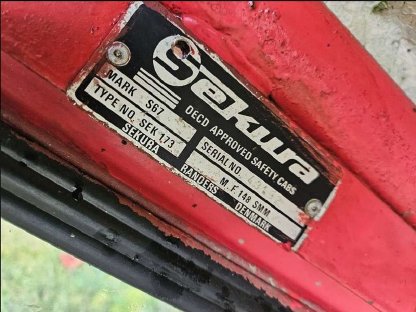 Sekura
OECD APPROVED SAFETY CABS
MARK S67
SERIAL NO.
TYPE NO. SEK 173
M.F. 148 SMM
SEKURA RANDERS DENMARK